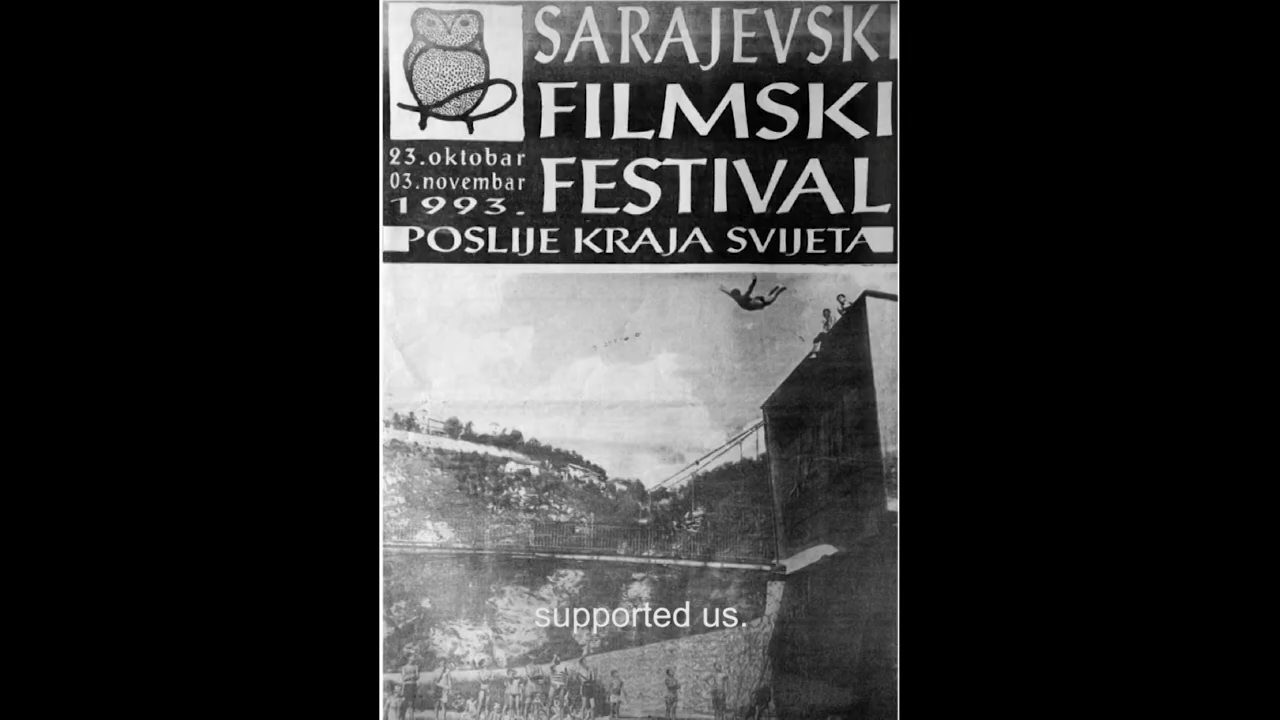 SARAJEVSKI
FILMSKI
FESTIVAL
23.oktobar
03.novembar
1993.
POSLIJE KRAJA SVIJETA
supported us.